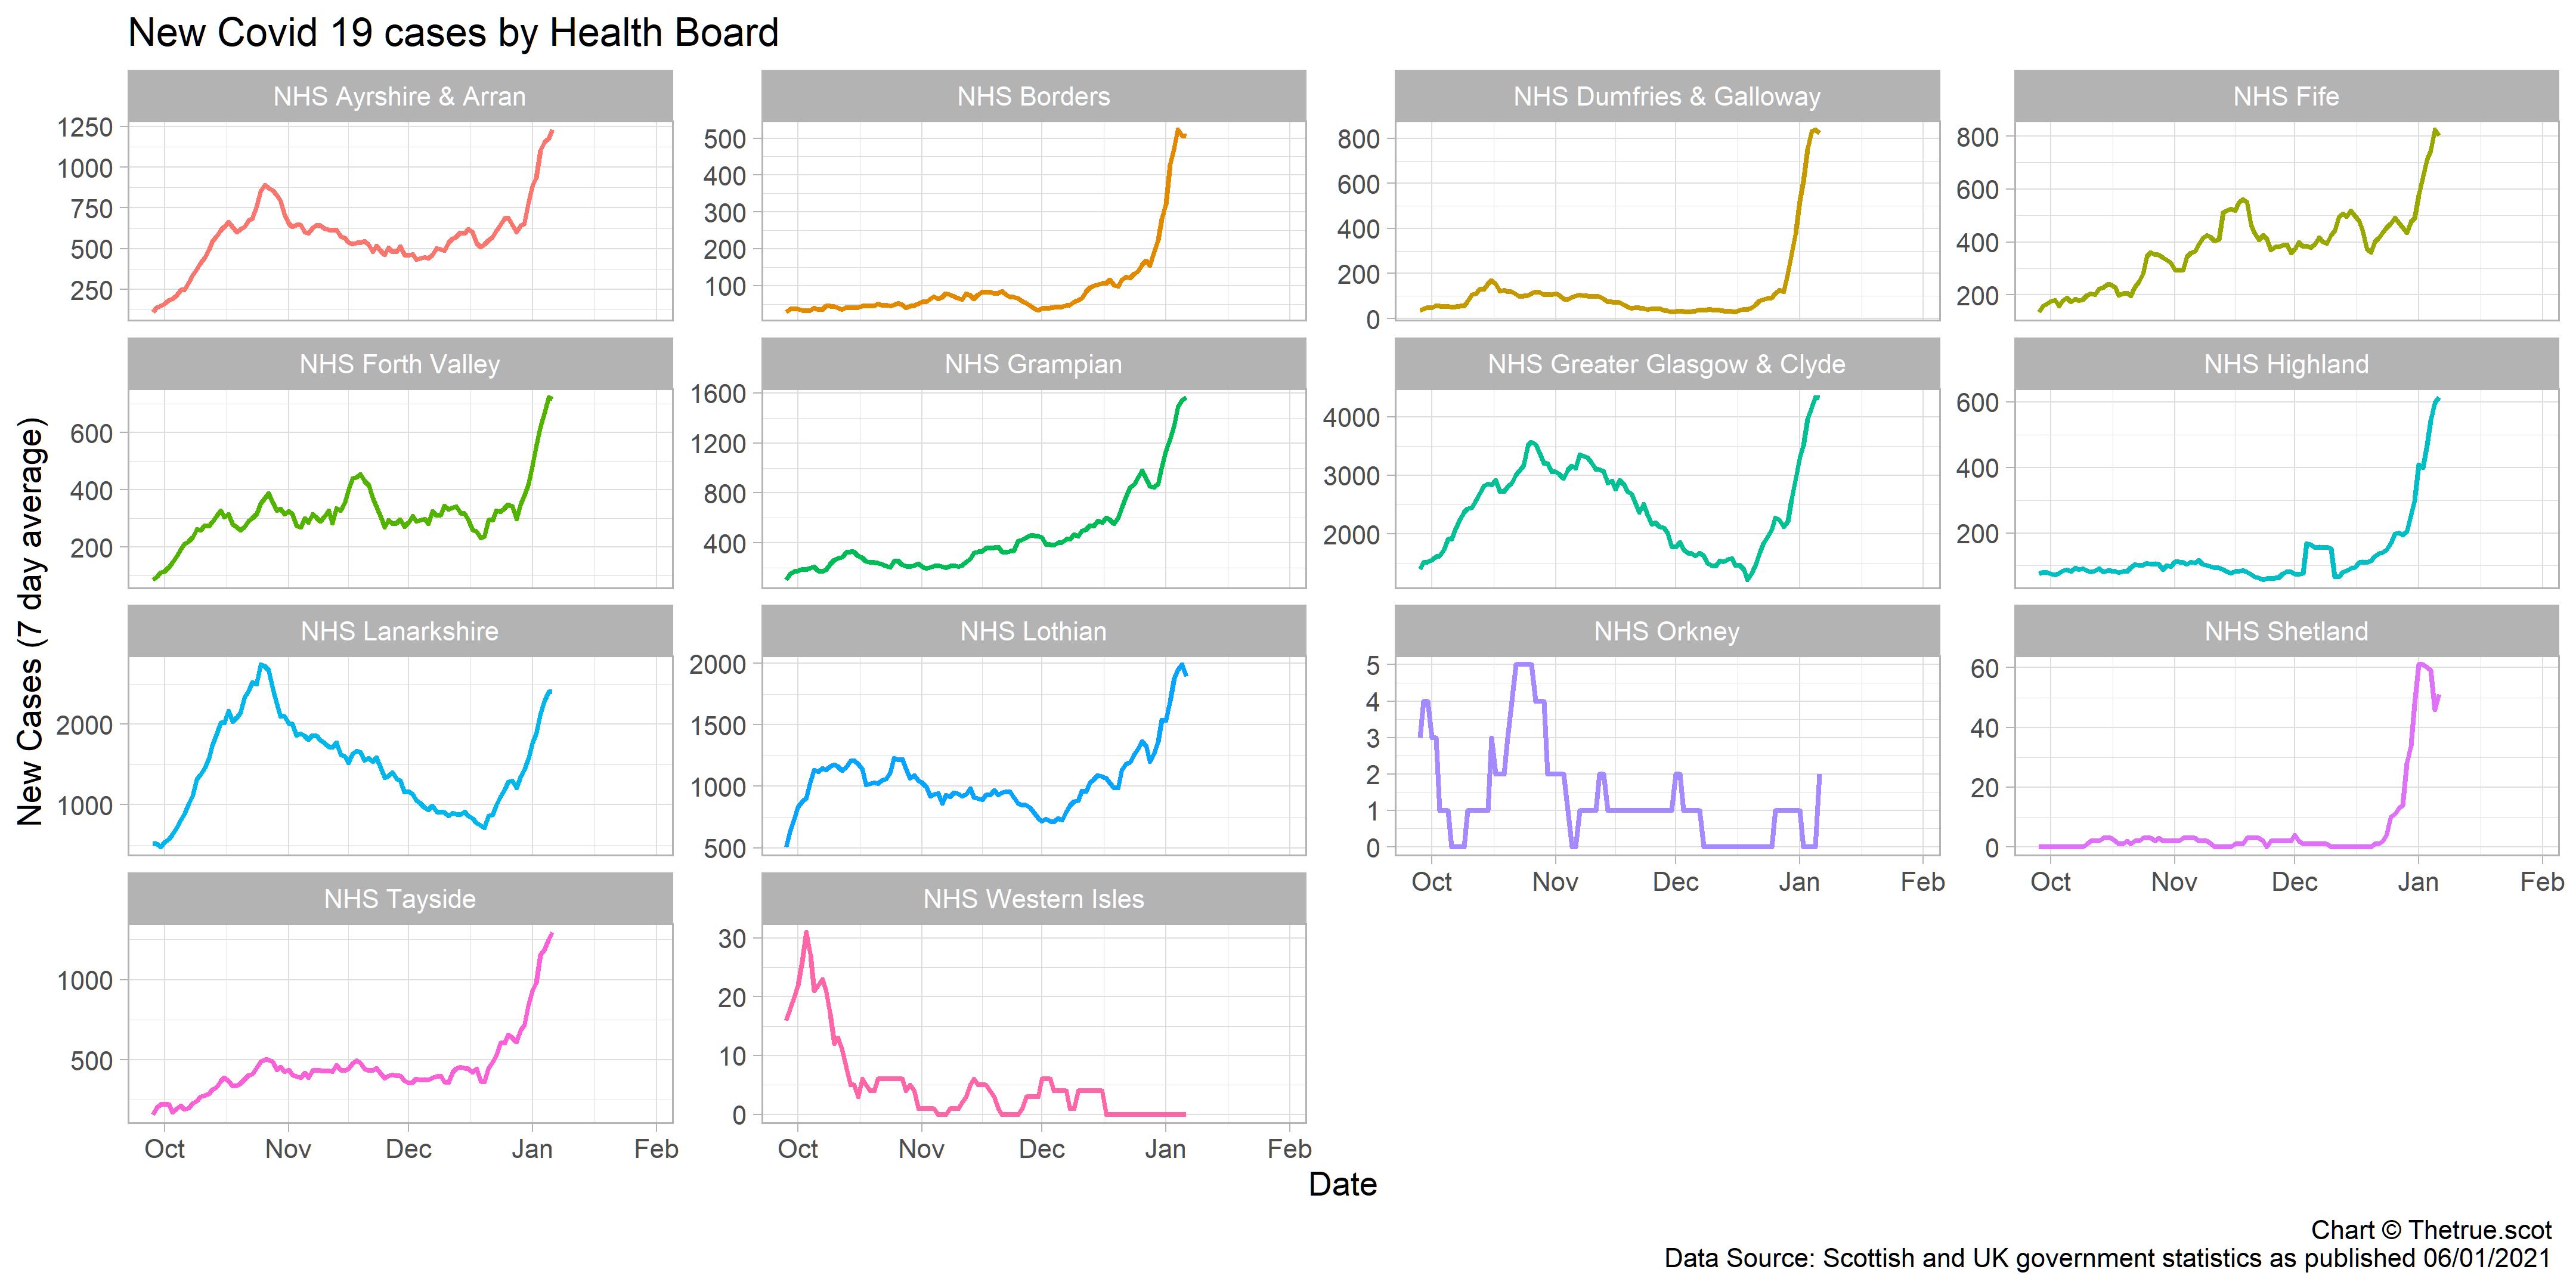 New Covid 19 cases by Health Board
NHS Ayrshire & Arran
NHS Borders
NHS Dumfries & Galloway
NHS Fife
1250
1000
750
500
250
500
400
300
200
100
800
600
400
200
0
800
600
400
200
NHS Forth Valley
NHS Grampian
NHS Greater Glasgow & Clyde
NHS Highland
600
400
200
1600
1200
800
400
4000
3000
2000
600
400
200
NHS Lanarkshire
NHS Lothian
NHS Orkney
NHS Shetland
2000
1000
2000
1500
1000
500
5
4
3
2
1
0
60
40
20
0
Oct Nov Dec Jan Feb
Oct Nov Dec Jan Feb
NHS Tayside
NHS Western Isles
1000
500
30
20
10
0
Oct Nov Dec Jan Feb
Oct Nov Dec Jan Feb
New Cases (7 day average)
Date
Chart © Thetrue.scot
Data Source: Scottish and UK government statistics as published 06/01/2021